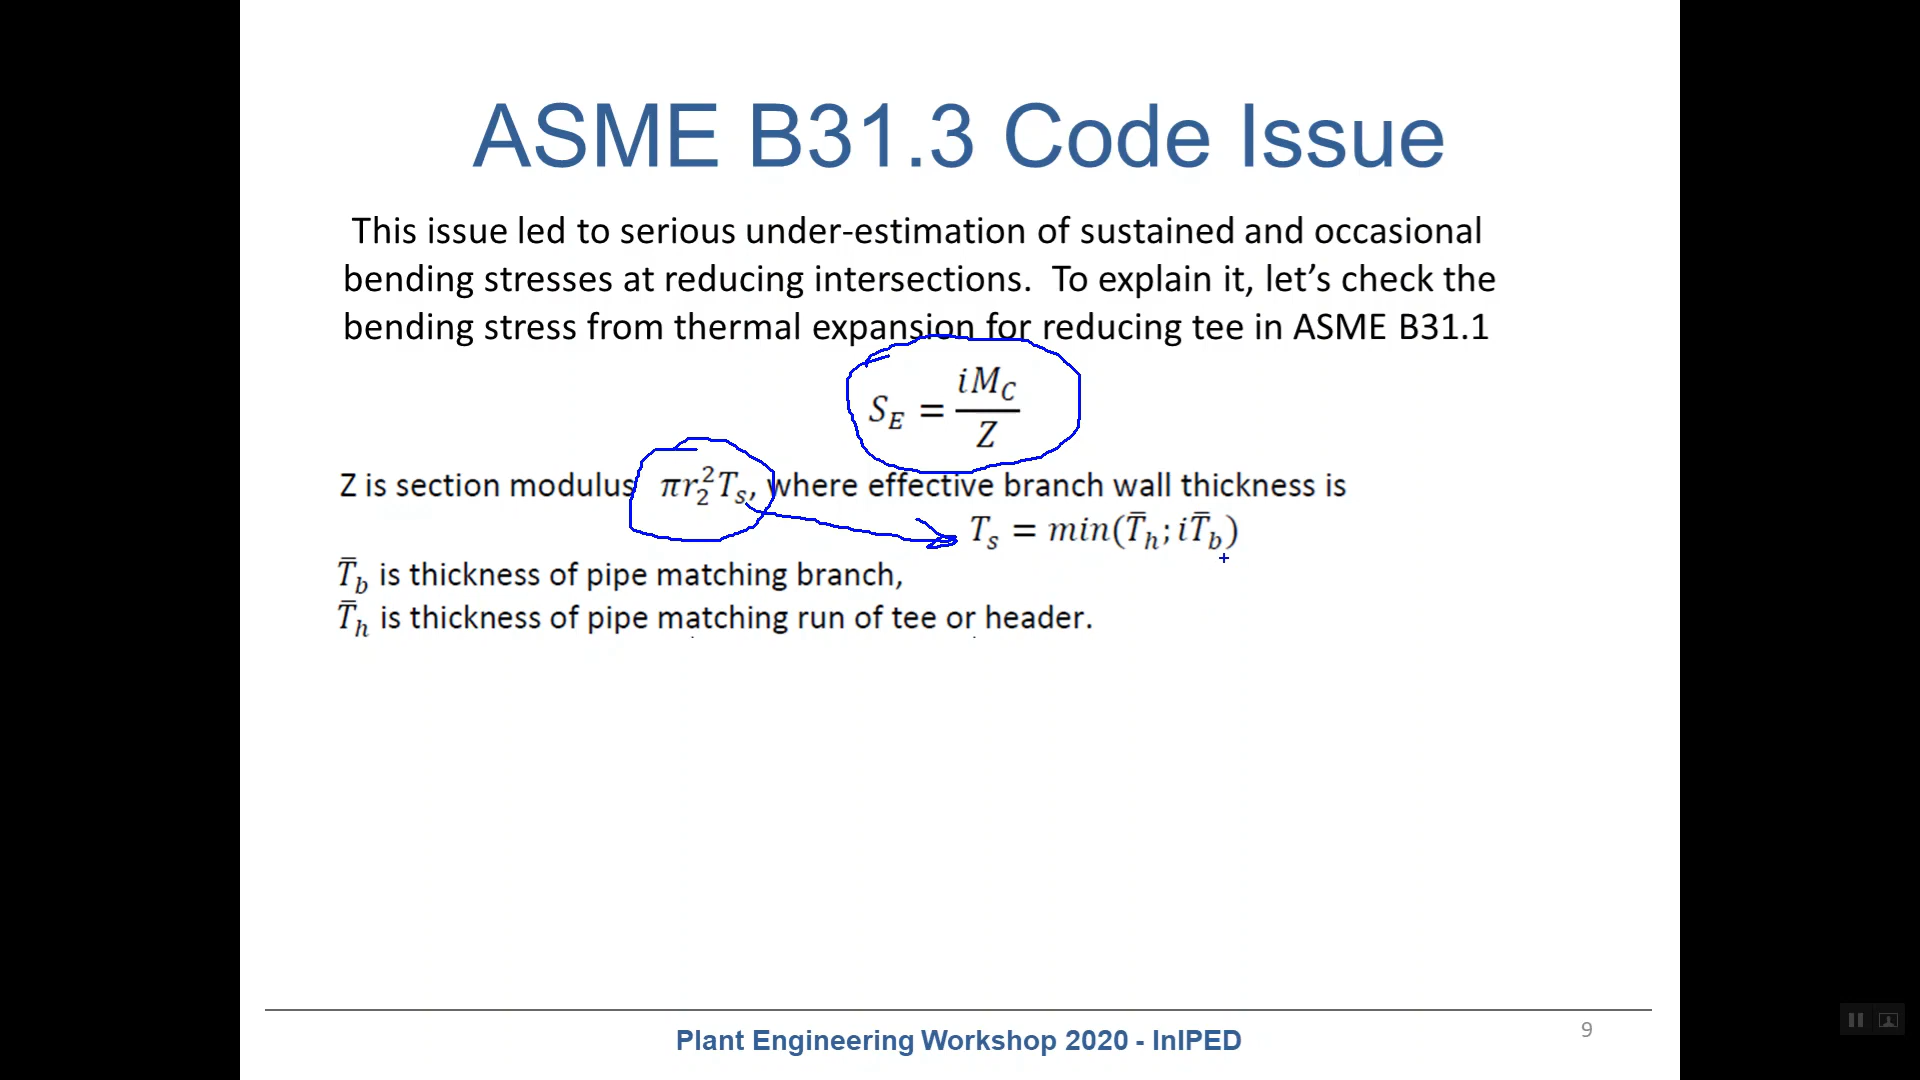 ASME B31.3 Code Issue
This issue led to serious under-estimation of sustained and occasional
bending stresses at reducing intersections. To explain it, let’s check the
bending stress from thermal expansion for reducing tee in ASME B31.1
S_E = iM_C / Z
Z is section modulus πr₂²T_s, where effective branch wall thickness is
T_s = min(T̅_h; iT̅_b)
T̅_b is thickness of pipe matching branch,
T̅_h is thickness of pipe matching run of tee or header.
Plant Engineering Workshop 2020 - InIPED
9